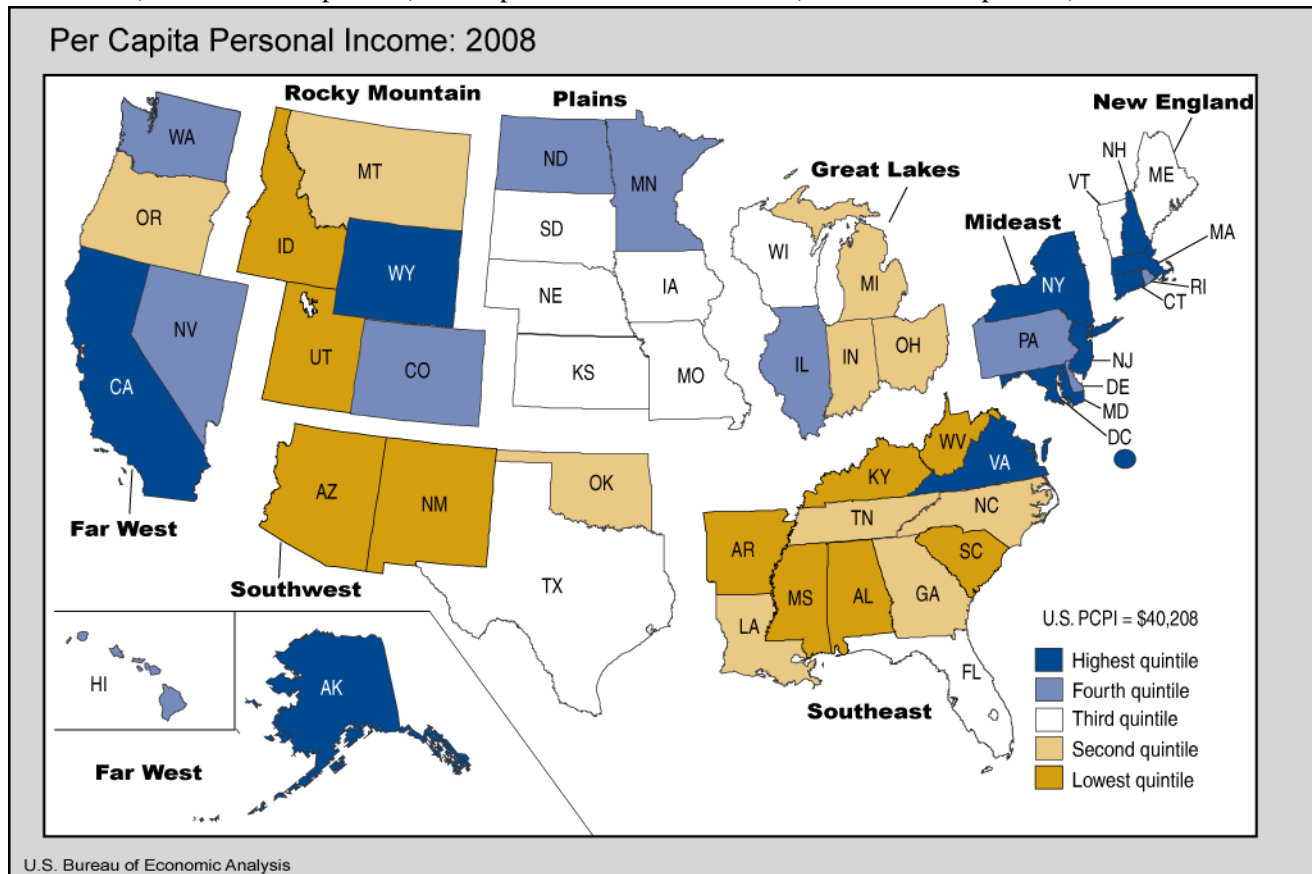 Per Capita Personal Income: 2008
Rocky Mountain
Plains
New England
WA
MT
ND
MN
NH
ME
Great Lakes
VT
OR
ID
SD
WI
Mideast
MA
WY
NY
RI
CT
NE
IA
MI
NV
UT
CO
KS
MO
IL
IN
OH
PA
NJ
DE
MD
DC
CA
WV
KY
VA
AZ
NM
OK
TN
NC
Far West
AR
SC
Southwest
TX
MS
AL
GA
LA
U.S. PCPI = $40,208
HI
AK
FL
Highest quintile
Fourth quintile
Southeast
Third quintile
Second quintile
Far West
Lowest quintile
U.S. Bureau of Economic Analysis